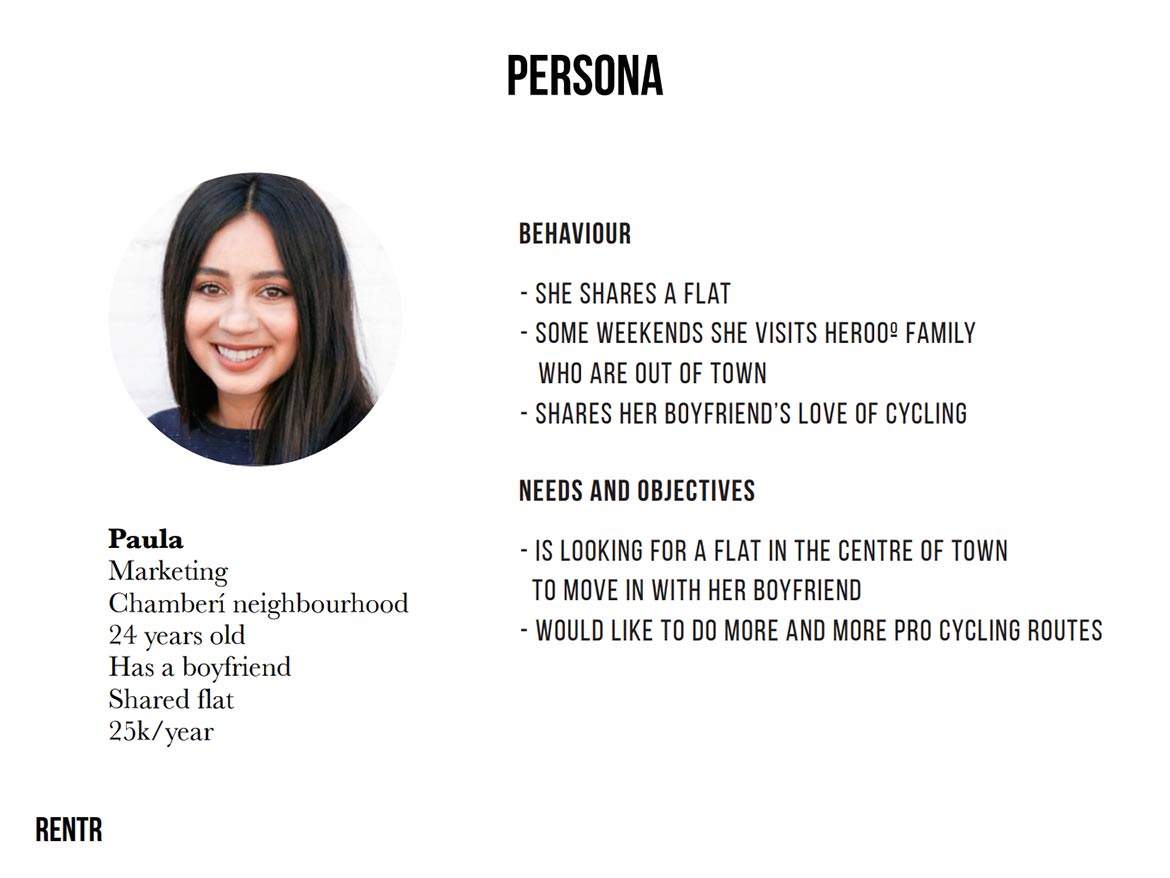 PERSONA
BEHAVIOUR
- SHE SHARES A FLAT
- SOME WEEKENDS SHE VISITS HEROOº FAMILY
WHO ARE OUT OF TOWN
- SHARES HER BOYFRIEND'S LOVE OF CYCLING
NEEDS AND OBJECTIVES
- IS LOOKING FOR A FLAT IN THE CENTRE OF TOWN
TO MOVE IN WITH HER BOYFRIEND
- WOULD LIKE TO DO MORE AND MORE PRO CYCLING ROUTES
Paula
Marketing
Chamberí neighbourhood
24 years old
Has a boyfriend
Shared flat
25k/year
RENTR